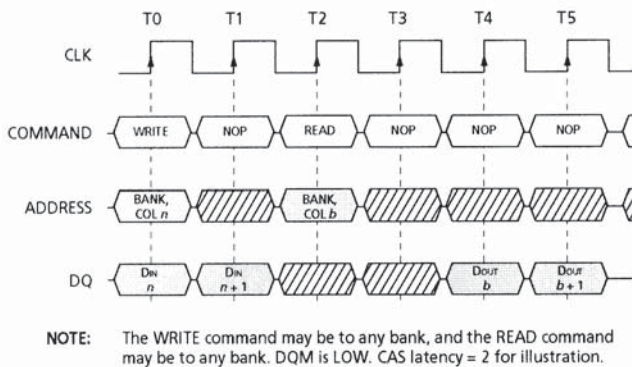 T0 T1 T2 T3 T4 T5
CLK
COMMAND WRITE NOP READ NOP NOP NOP
ADDRESS BANK, COL n BANK, COL b
DQ DIN n DIN n + 1 DOUT b DOUT b + 1
NOTE: The WRITE command may be to any bank, and the READ command
may be to any bank. DQM is LOW. CAS latency = 2 for illustration.